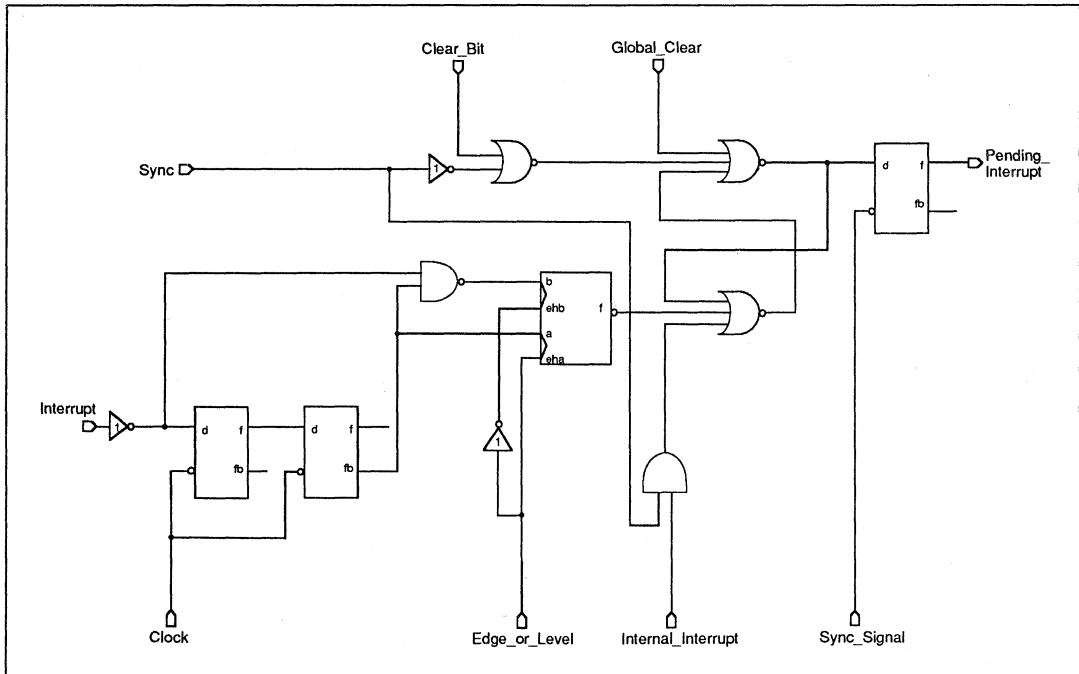 Clear_Bit
Global_Clear
Sync
1
d
f
fb
Pending_
Interrupt
b
ehb
f
a
eha
Interrupt
1
d
f
fb
d
f
fb
1
Clock
Edge_or_Level
Internal_Interrupt
Sync_Signal